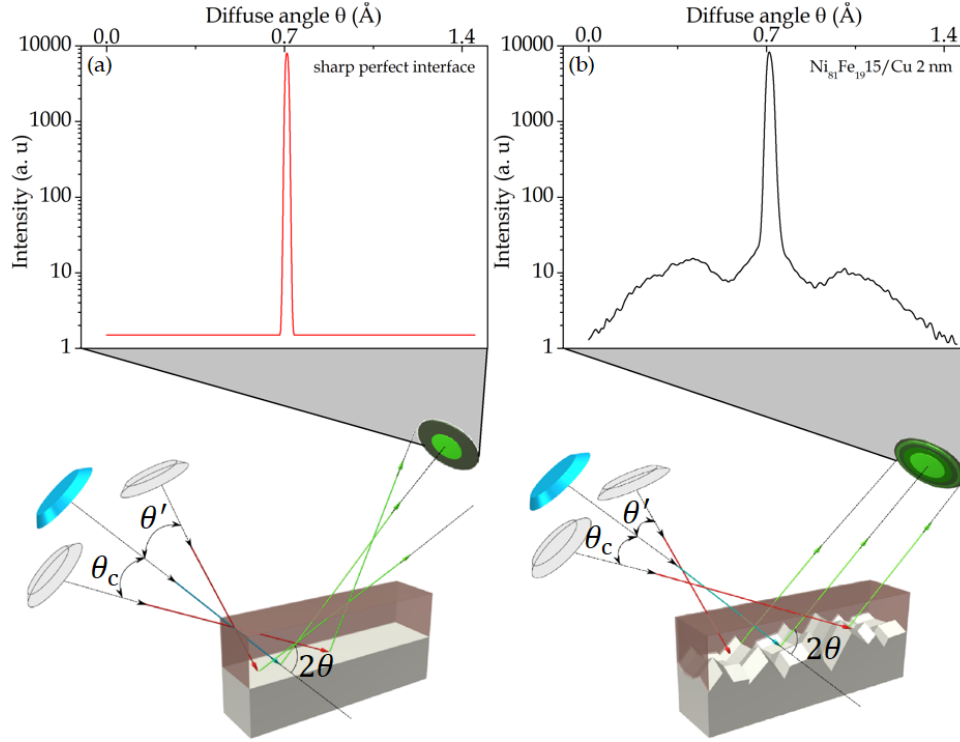 Diffuse angle θ (Å)
0.0 0.7 1.4
(a)
sharp perfect interface
Intensity (a. u)
10000
1000
100
10
1
θ'
θc
2θ
Diffuse angle θ (Å)
0.0 0.7 1.4
(b)
Ni81Fe1915/Cu 2 nm
Intensity (a. u)
10000
1000
100
10
1
θ'
θc
2θ